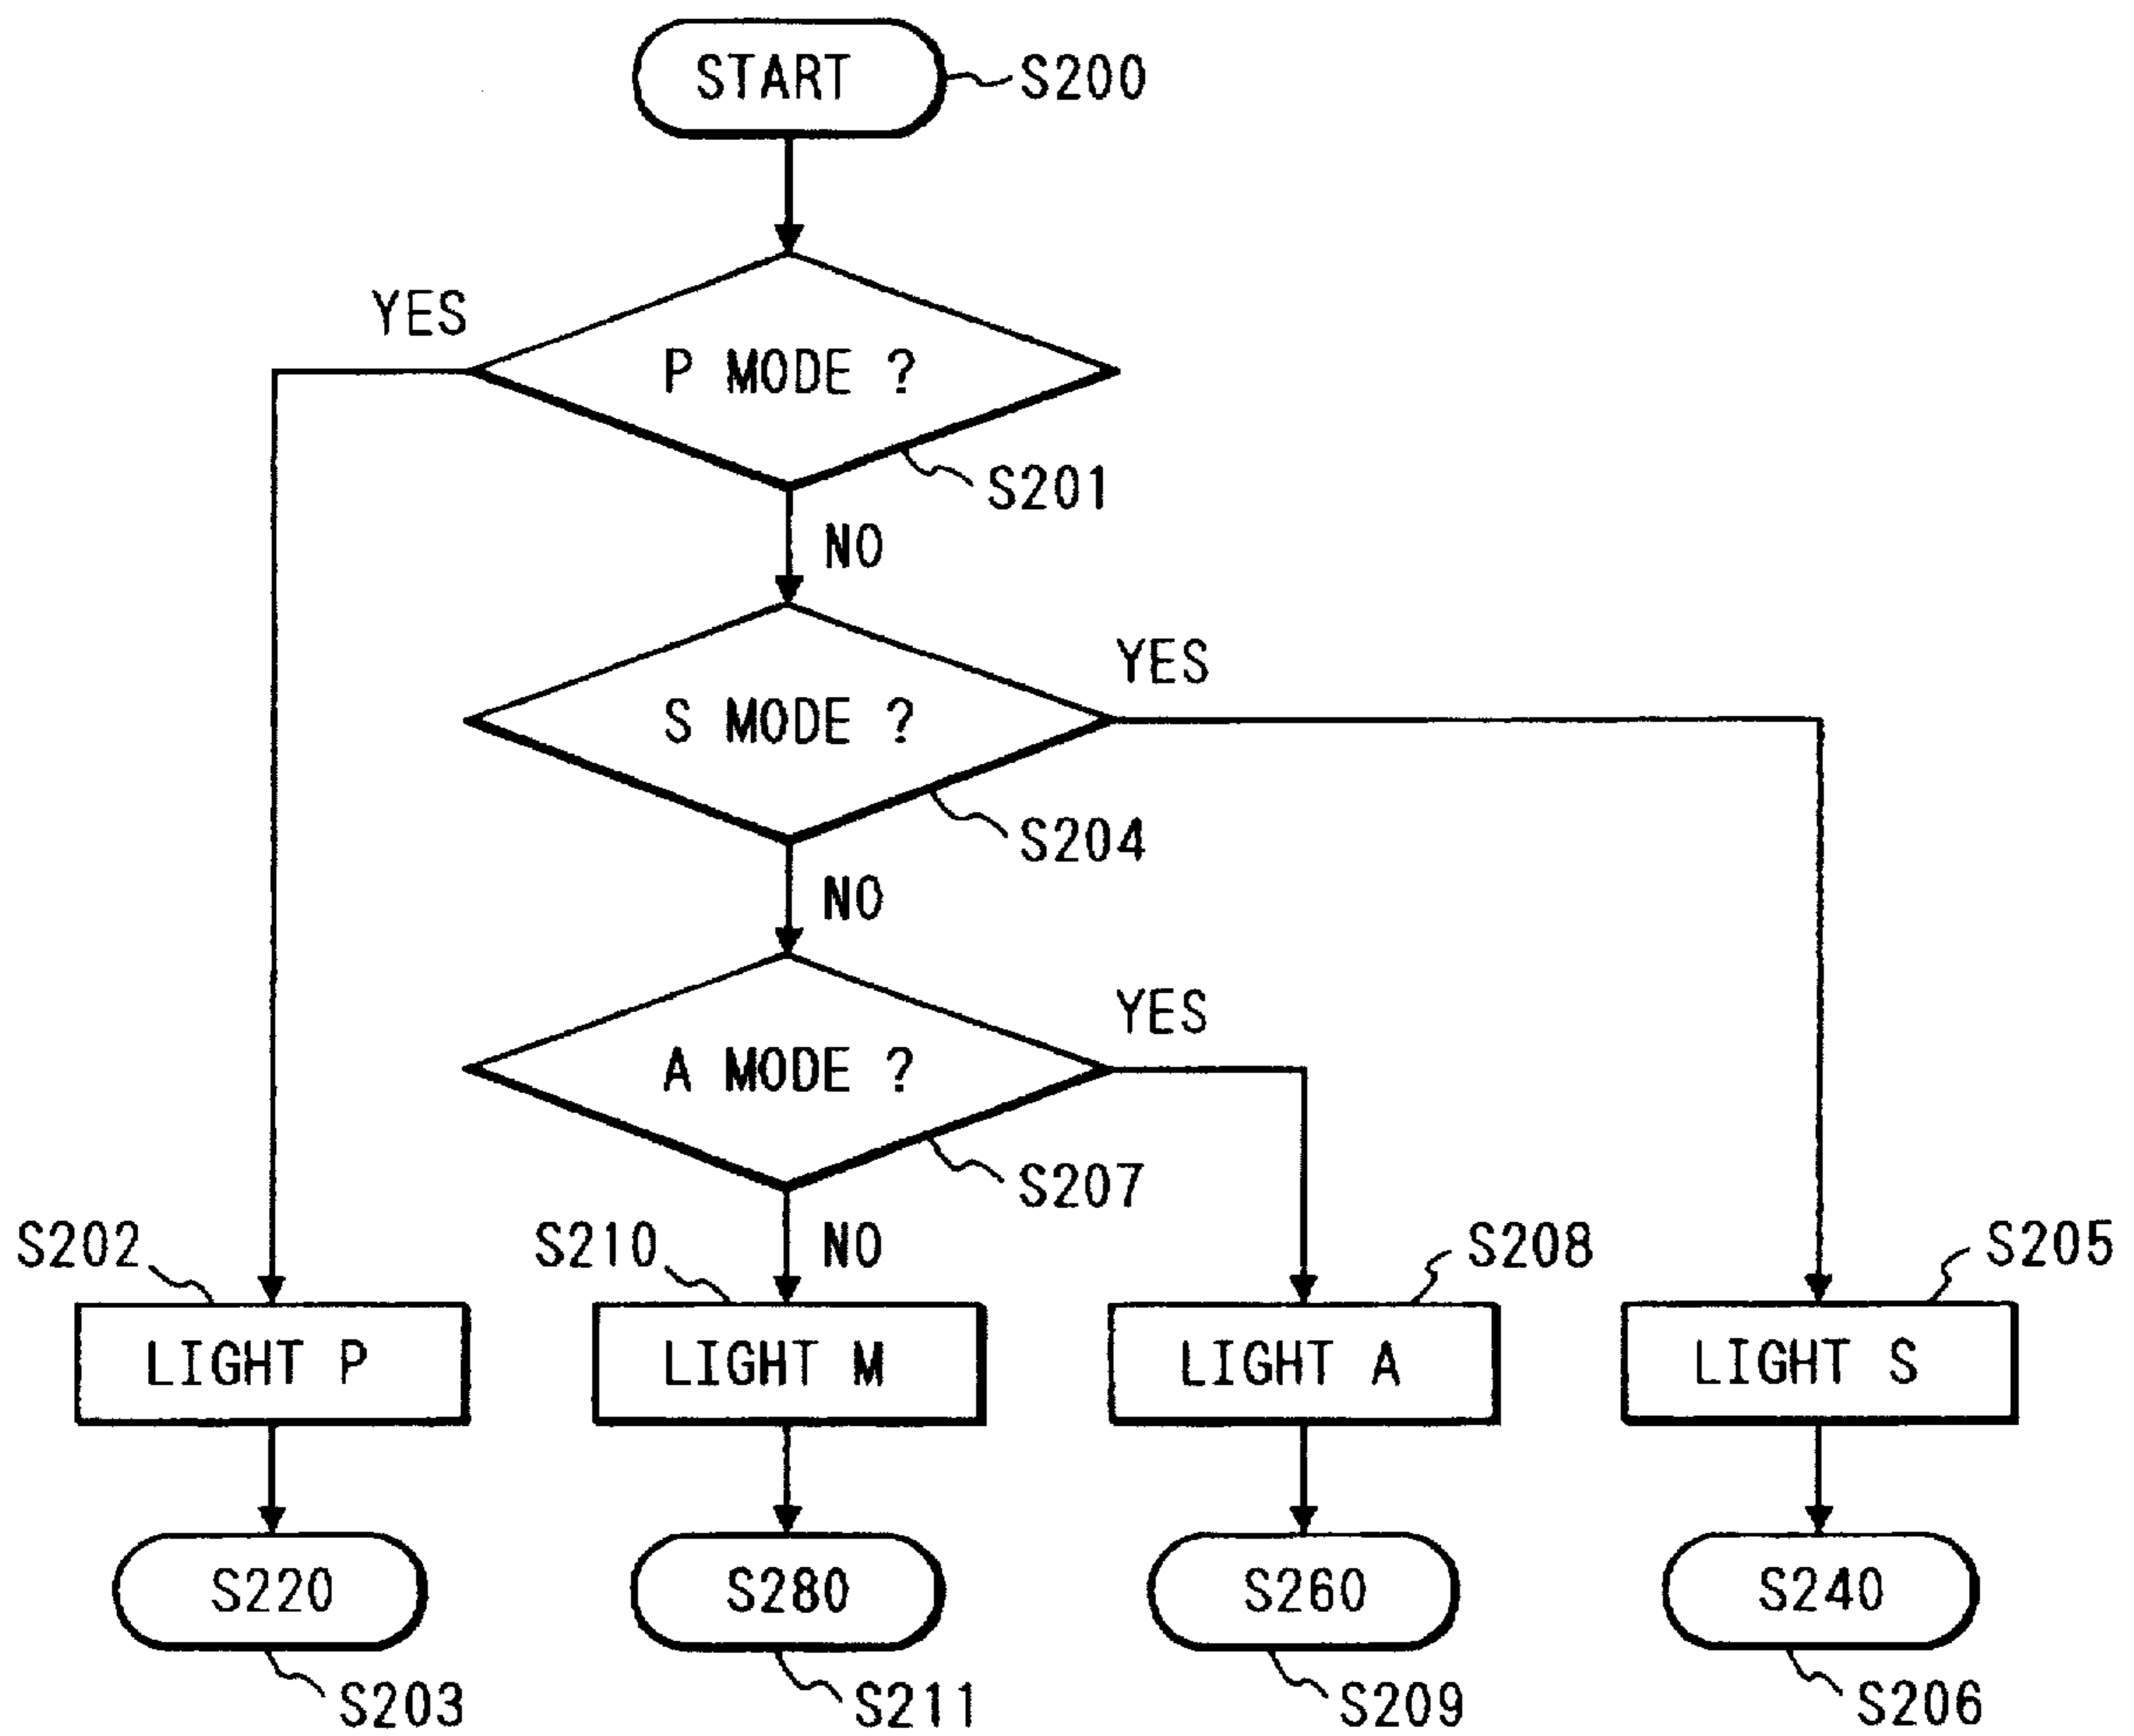 START S200
YES
P MODE ?
S201
NO
YES
S MODE ?
S204
NO
YES
A MODE ?
S207
S202 S210 NO S208 S205
LIGHT P LIGHT M LIGHT A LIGHT S
S220 S280 S260 S240
S203 S211 S209 S206